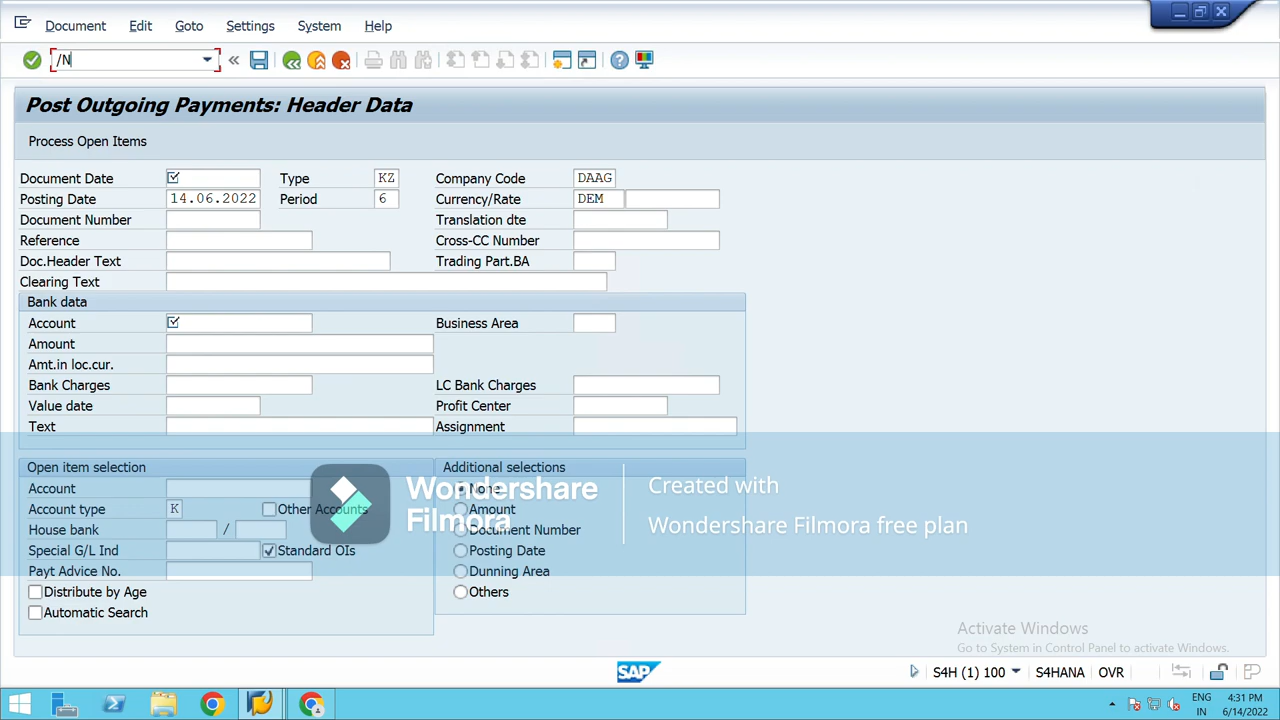 Document Edit Goto Settings System Help
/N
Post Outgoing Payments: Header Data
Process Open Items
Document Date Type KZ Company Code DAAG
Posting Date 14.06.2022 Period 6 Currency/Rate DEM
Document Number Translation dte
Reference Cross-CC Number
Doc.Header Text Trading Part.BA
Clearing Text
Bank data
Account Business Area
Amount
Amt.in loc.cur.
Bank Charges LC Bank Charges
Value date Profit Center
Text Assignment
Open item selection Additional selections
Account None
Account type K Other Accounts Amount
House bank / Document Number
Special G/L Ind Standard OIs Posting Date
Payt Advice No. Dunning Area
Distribute by Age Others
Automatic Search
Wondershare
Filmora
Created with
Wondershare Filmora free plan
Activate Windows
Go to System in Control Panel to activate Windows.
SAP S4H (1) 100 S4HANA OVR
ENG 4:31 PM
IN 6/14/2022